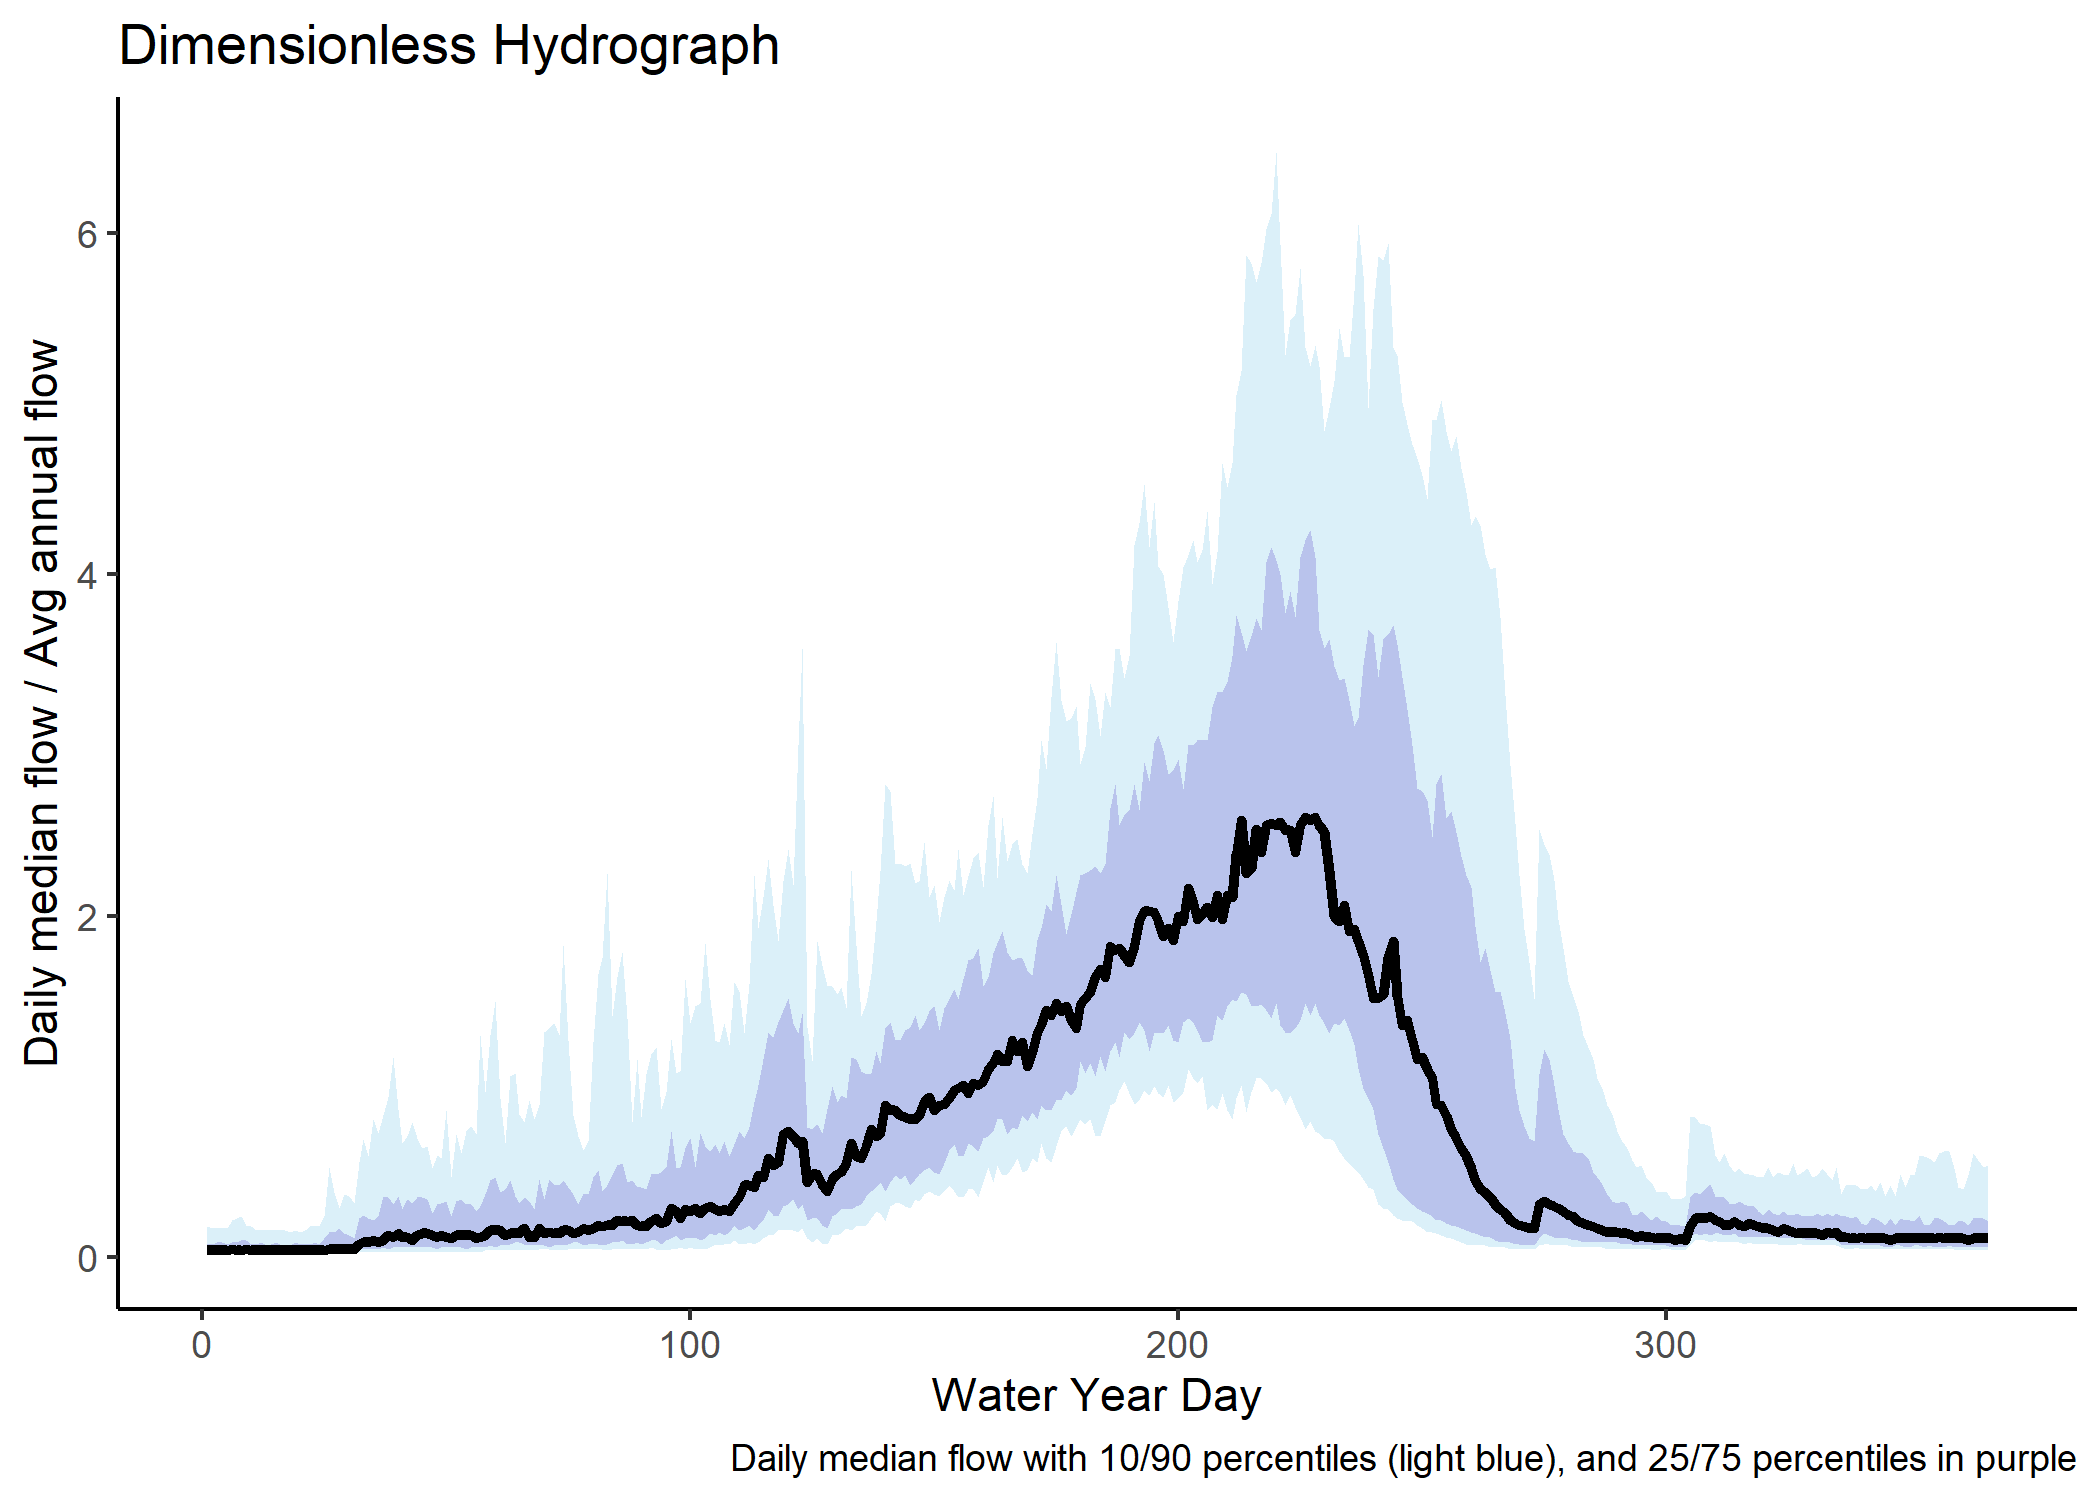 Dimensionless Hydrograph
Daily median flow / Avg annual flow
6
4
2
0
0 100 200 300
Water Year Day
Daily median flow with 10/90 percentiles (light blue), and 25/75 percentiles in purple